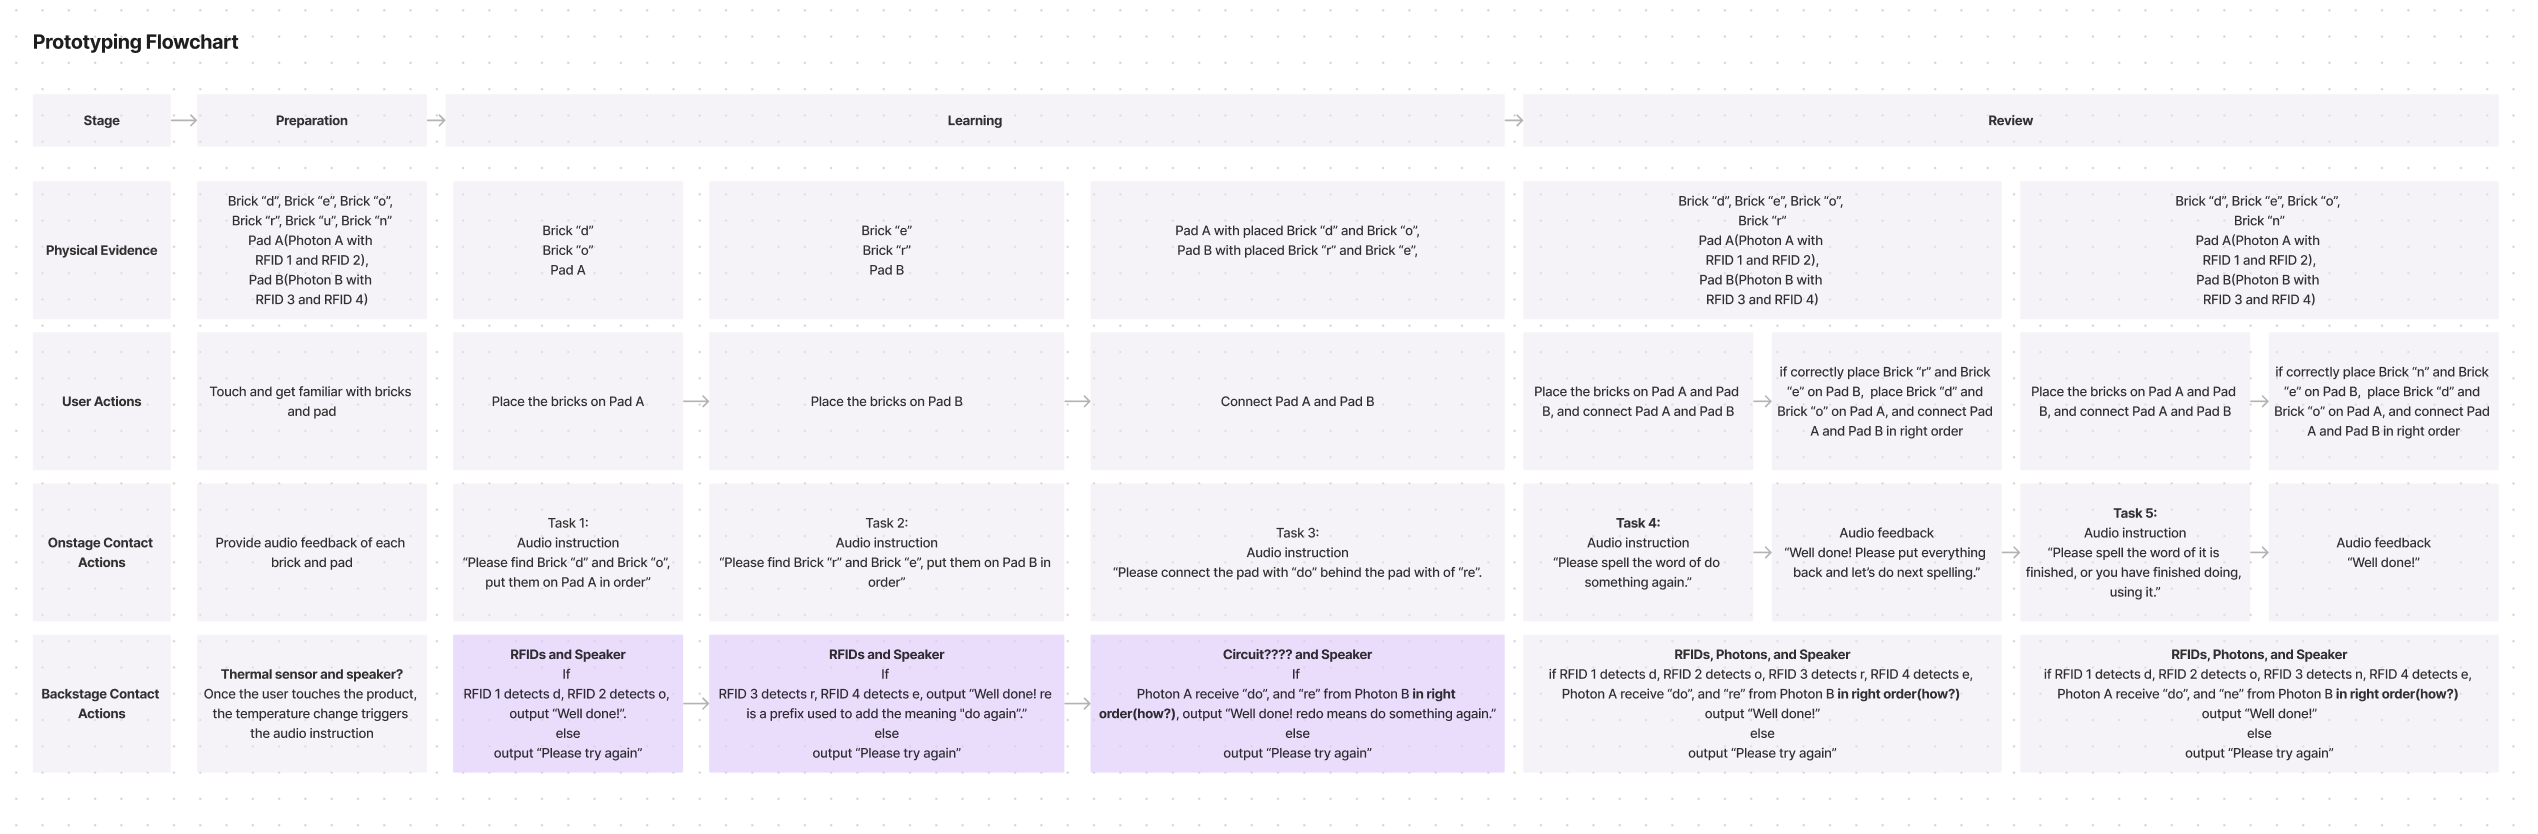 Prototyping Flowchart
Stage
Preparation
Learning
Review
Physical Evidence
Brick “d”, Brick “e”, Brick “o”,
Brick “r”, Brick “u”, Brick “n”
Pad A(Photon A with
RFID 1 and RFID 2),
Pad B(Photon B with
RFID 3 and RFID 4)
Brick “d”
Brick “o”
Pad A
Brick “e”
Brick “r”
Pad B
Pad A with placed Brick “d” and Brick “o”,
Pad B with placed Brick “r” and Brick “e”,
Brick “d”, Brick “e”, Brick “o”,
Brick “r”
Pad A(Photon A with
RFID 1 and RFID 2),
Pad B(Photon B with
RFID 3 and RFID 4)
Brick “d”, Brick “e”, Brick “o”,
Brick “n”
Pad A(Photon A with
RFID 1 and RFID 2),
Pad B(Photon B with
RFID 3 and RFID 4)
User Actions
Touch and get familiar with bricks
and pad
Place the bricks on Pad A
Place the bricks on Pad B
Connect Pad A and Pad B
Place the bricks on Pad A and Pad
B, and connect Pad A and Pad B
if correctly place Brick “r” and Brick
“e” on Pad B,  place Brick “d” and
Brick “o” on Pad A, and connect Pad
A and Pad B in right order
Place the bricks on Pad A and Pad
B, and connect Pad A and Pad B
if correctly place Brick “n” and Brick
“e” on Pad B,  place Brick “d” and
Brick “o” on Pad A, and connect Pad
A and Pad B in right order
Onstage Contact
Actions
Provide audio feedback of each
brick and pad
Task 1:
Audio instruction
“Please find Brick “d” and Brick “o”,
put them on Pad A in order”
Task 2:
Audio instruction
“Please find Brick “r” and Brick “e”, put them on Pad B in
order”
Task 3:
Audio instruction
“Please connect the pad with “do” behind the pad with of “re”.
Task 4:
Audio instruction
“Please spell the word of do
something again.”
Audio feedback
“Well done! Please put everything
back and let’s do next spelling.”
Task 5:
Audio instruction
“Please spell the word of it is
finished, or you have finished doing,
using it.”
Audio feedback
“Well done!”
Backstage Contact
Actions
Thermal sensor and speaker?
Once the user touches the product,
the temperature change triggers
the audio instruction
RFIDs and Speaker
If
RFID 1 detects d, RFID 2 detects o,
output “Well done!”.
else
output “Please try again”
RFIDs and Speaker
If
RFID 3 detects r, RFID 4 detects e, output “Well done! re
is a prefix used to add the meaning "do again”.”
else
output “Please try again”
Circuit???? and Speaker
If
Photon A receive “do”, and “re” from Photon B in right
order(how?), output “Well done! redo means do something again.”
else
output “Please try again”
RFIDs, Photons, and Speaker
if RFID 1 detects d, RFID 2 detects o, RFID 3 detects r, RFID 4 detects e,
Photon A receive “do”, and “re” from Photon B in right order(how?)
output “Well done!”
else
output “Please try again”
RFIDs, Photons, and Speaker
if RFID 1 detects d, RFID 2 detects o, RFID 3 detects n, RFID 4 detects e,
Photon A receive “do”, and “ne” from Photon B in right order(how?)
output “Well done!”
else
output “Please try again”